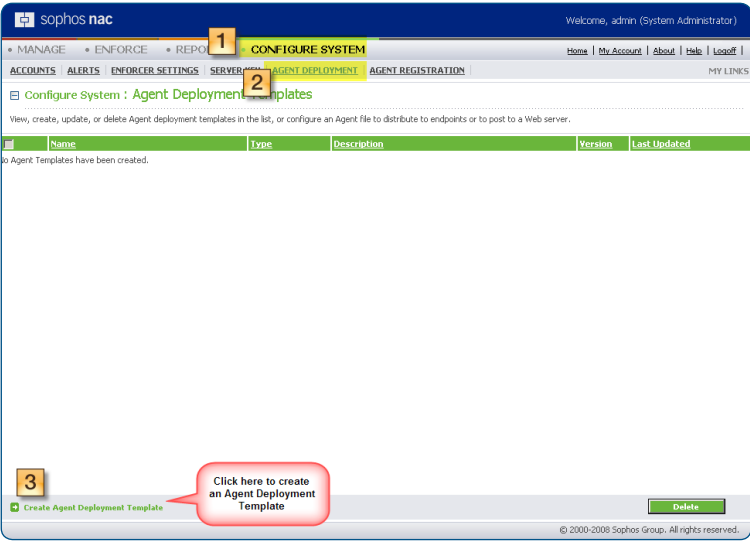 sophos nac
Welcome, admin (System Administrator)
• MANAGE • ENFORCE • REPO 1 CONFIGURE SYSTEM
Home | My Account | About | Help | Logoff |
ACCOUNTS | ALERTS | ENFORCER SETTINGS | SERVER | AGENT DEPLOYMENT | AGENT REGISTRATION
MY LINKS
2
Configure System : Agent Deployment Templates
View, create, update, or delete Agent deployment templates in the list, or configure an Agent file to distribute to endpoints or to post to a Web server.
Name Type Description Version Last Updated
No Agent Templates have been created.
3
Click here to create
an Agent Deployment
Template
Create Agent Deployment Template
Delete
© 2000-2008 Sophos Group. All rights reserved.